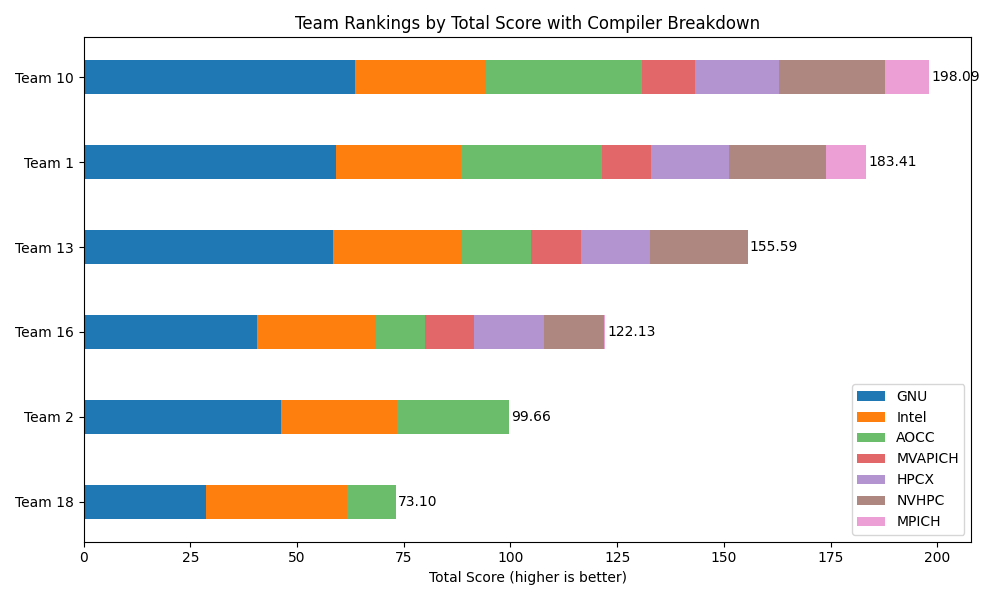 Team Rankings by Total Score with Compiler Breakdown
Team 10
198.09
Team 1
183.41
Team 13
155.59
Team 16
122.13
Team 2
99.66
Team 18
73.10
GNU
Intel
AOCC
MVAPICH
HPCX
NVHPC
MPICH
0 25 50 75 100 125 150 175 200
Total Score (higher is better)